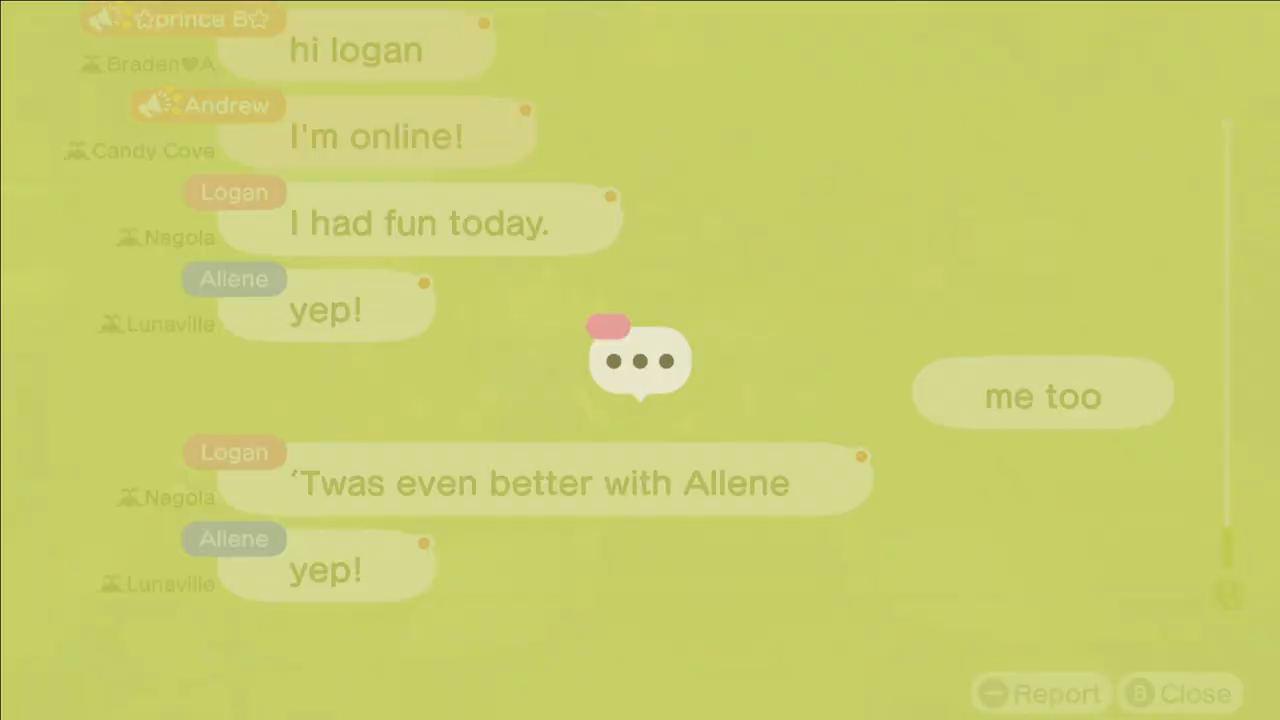 ☆prince B☆
hi logan
Braden♥A
Andrew
I'm online!
Candy Cove
Logan
I had fun today.
Nagola
Allene
yep!
Lunaville
me too
Logan
‘Twas even better with Allene
Nagola
Allene
yep!
Lunaville
Report
B Close